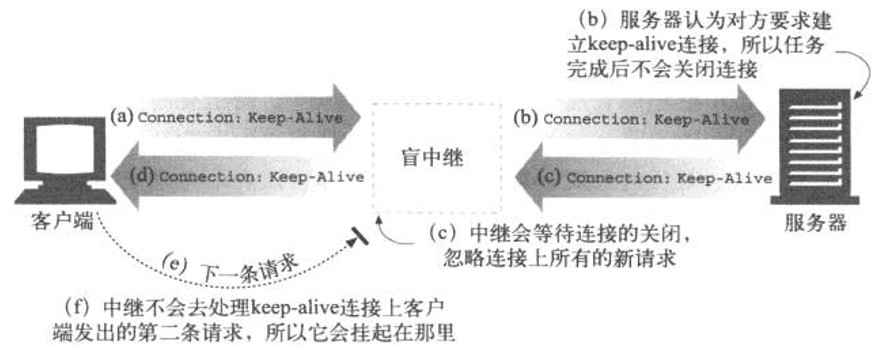 (b) 服务器认为对方要求建
立keep-alive连接，所以任务
完成后不会关闭连接
(a) Connection: Keep-Alive
(b) Connection: Keep-Alive
盲中继
(d) Connection: Keep-Alive
(c) Connection: Keep-Alive
客户端
服务器
(c) 中继会等待连接的关闭，
忽略连接上所有的新请求
(e) 下一条请求
(f) 中继不会去处理keep-alive连接上客户
端发出的第二条请求，所以它会挂起在那里